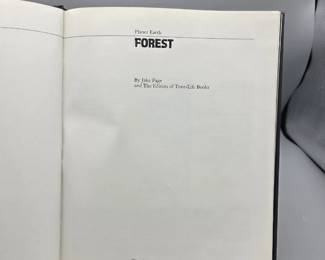 Planet Earth
FOREST
By Jake Page
and The Editors of Time-Life Books